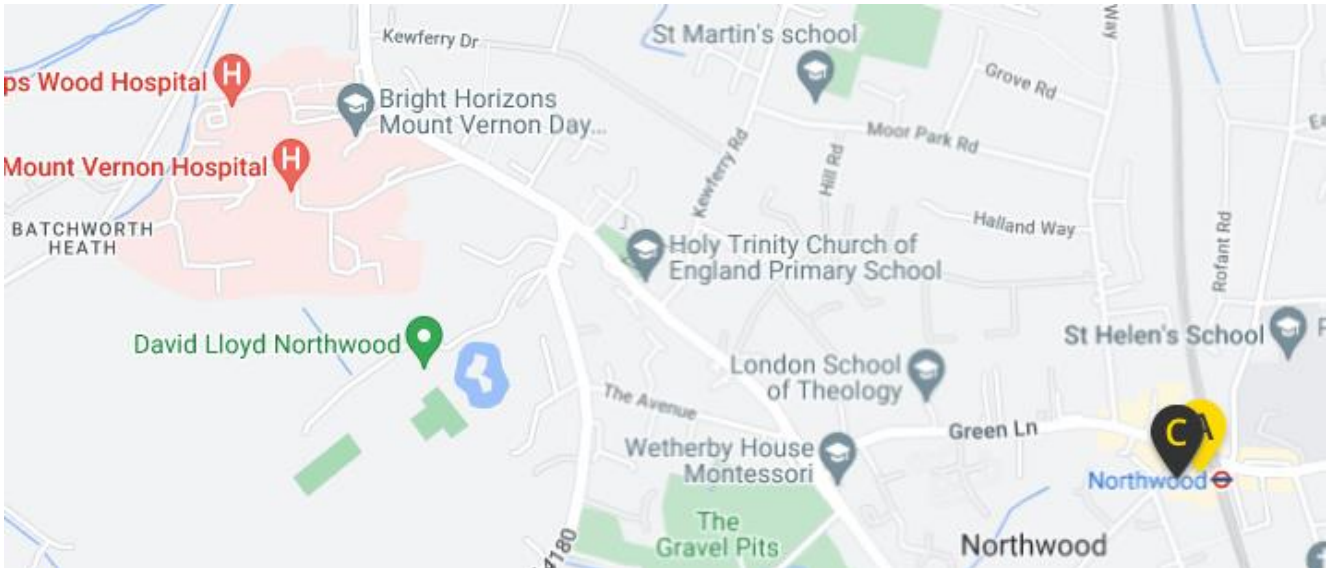 Kewferry Dr
St Martin's school
Way
ps Wood Hospital
H
Bright Horizons
Mount Vernon Day...
Grove Rd
Moor Park Rd
Mount Vernon Hospital
H
Kewferry Rd
Hill Rd
BATCHWORTH
HEATH
Halland Way
Rofant Rd
Holy Trinity Church of
England Primary School
David Lloyd Northwood
St Helen's School
London School
of Theology
The Avenue
Green Ln
C
A
Wetherby House
Montessori
Northwood
The
Gravel Pits
Northwood
4180